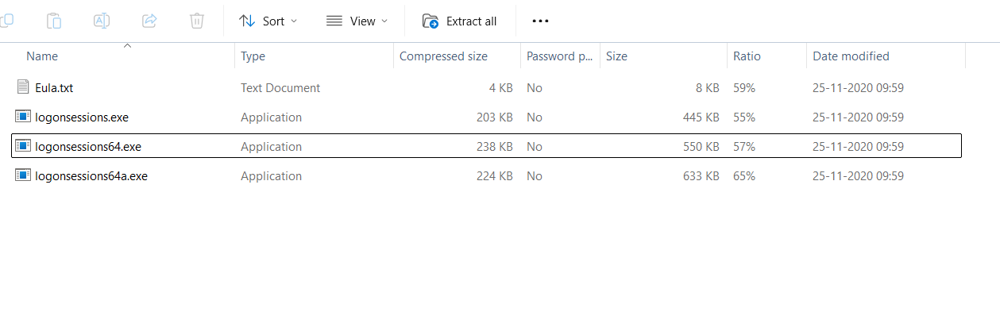 Sort View Extract all
Name Type Compressed size Password p... Size Ratio Date modified
Eula.txt Text Document 4 KB No 8 KB 59% 25-11-2020 09:59
logonsessions.exe Application 203 KB No 445 KB 55% 25-11-2020 09:59
logonsessions64.exe Application 238 KB No 550 KB 57% 25-11-2020 09:59
logonsessions64a.exe Application 224 KB No 633 KB 65% 25-11-2020 09:59